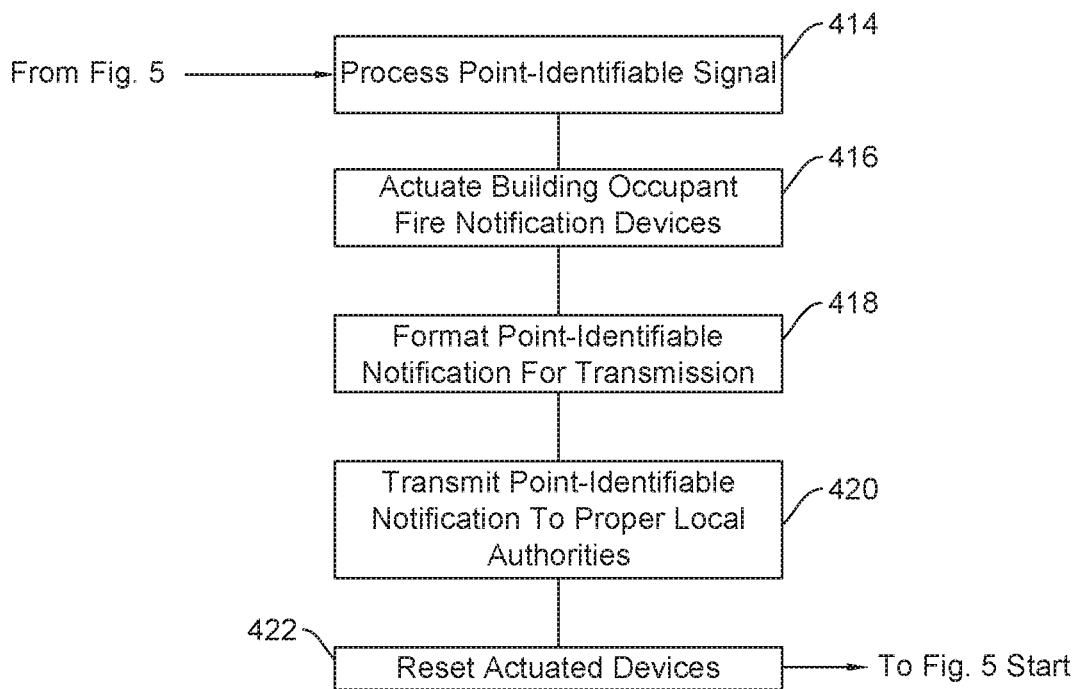 414
From Fig. 5
Process Point-Identifiable Signal
416
Actuate Building Occupant
Fire Notification Devices
418
Format Point-Identifiable
Notification For Transmission
Transmit Point-Identifiable
420
Notification To Proper Local
Authorities
422
Reset Actuated Devices
To Fig. 5 Start